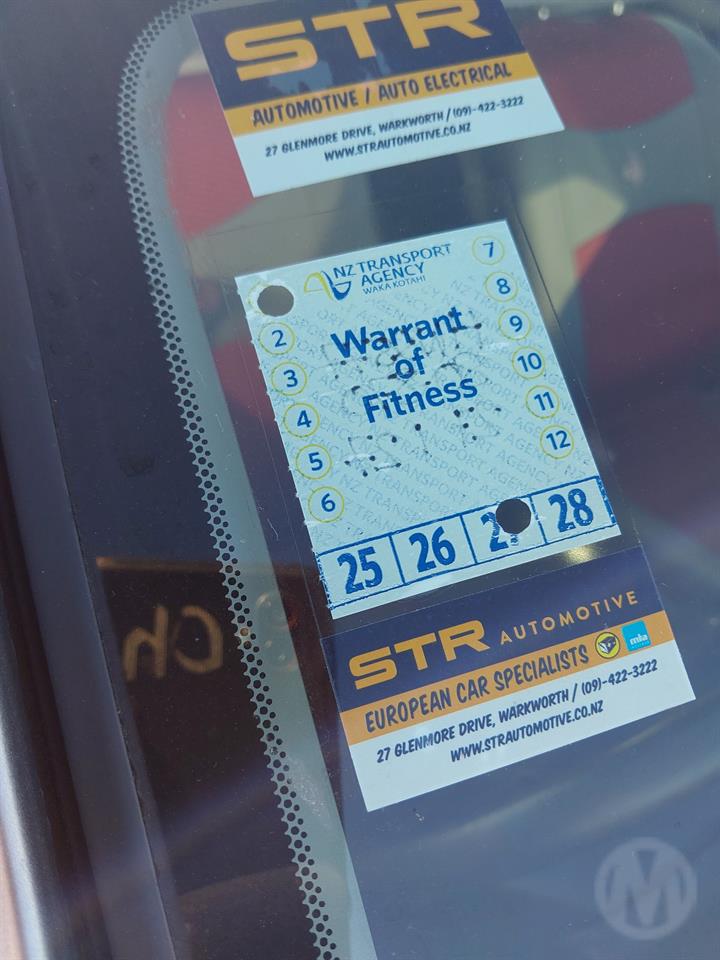 STR
AUTOMOTIVE / AUTO ELECTRICAL
27 GLENMORE DRIVE, WARKWORTH / (09)-422-3222
WWW.STRAUTOMOTIVE.CO.NZ
NZ TRANSPORT
AGENCY
WAKA KOTAHI
Warrant
of
Fitness
2
3
4
5
6
7
8
9
10
11
12
25 26 28
STR AUTOMOTIVE
EUROPEAN CAR SPECIALISTS
mta
27 GLENMORE DRIVE, WARKWORTH / (09)-422-3222
WWW.STRAUTOMOTIVE.CO.NZ
M